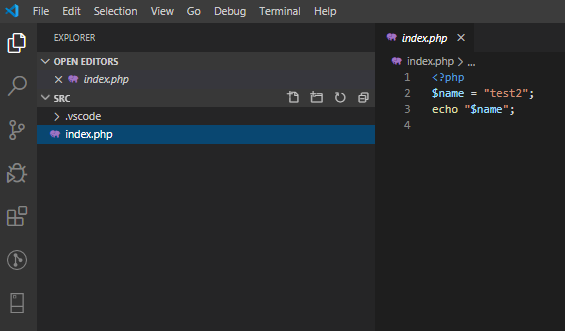 File Edit Selection View Go Debug Terminal Help
EXPLORER
OPEN EDITORS
index.php
SRC
.vscode
index.php
index.php
index.php > ...
1 <?php
2 $name = "test2";
3 echo "$name";
4